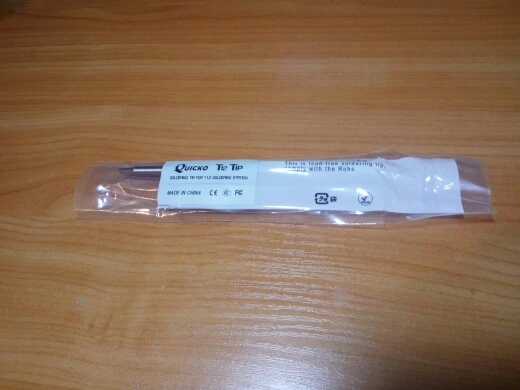 QUICKO T12 TIP
SOLDERING TIP FOR T12 SOLDERING STATION
MADE IN CHINA CE FC
This is lead-free soldering tip,
comply with the Rohs.